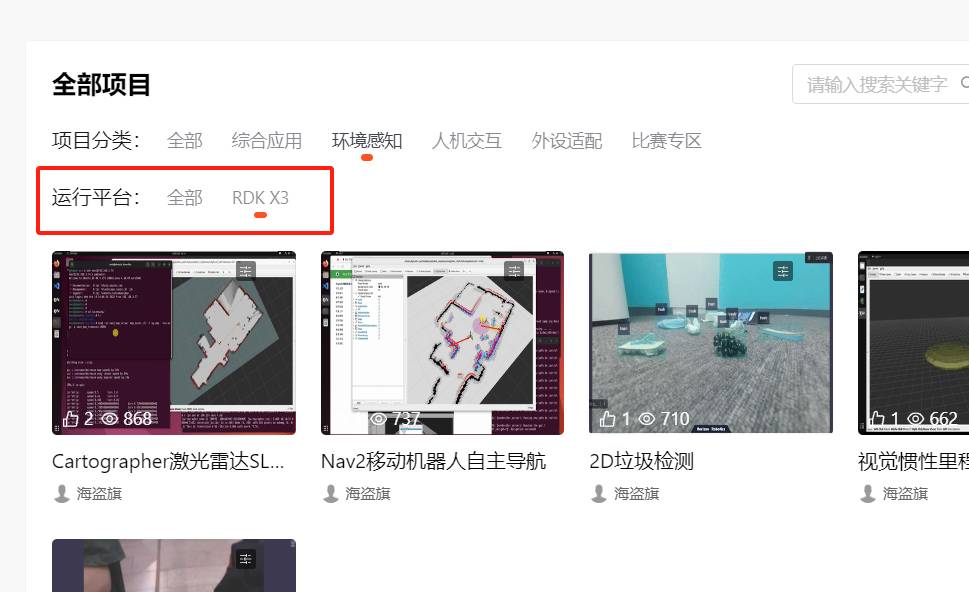 全部项目
请输入搜索关键字
项目分类： 全部 综合应用 环境感知 人机交互 外设适配 比赛专区
运行平台： 全部 RDK X3
2 868
737
1 710
1 662
Cartographer激光雷达SL...
Nav2移动机器人自主导航
2D垃圾检测
视觉惯性里程
海盗旗
海盗旗
海盗旗
海盗旗